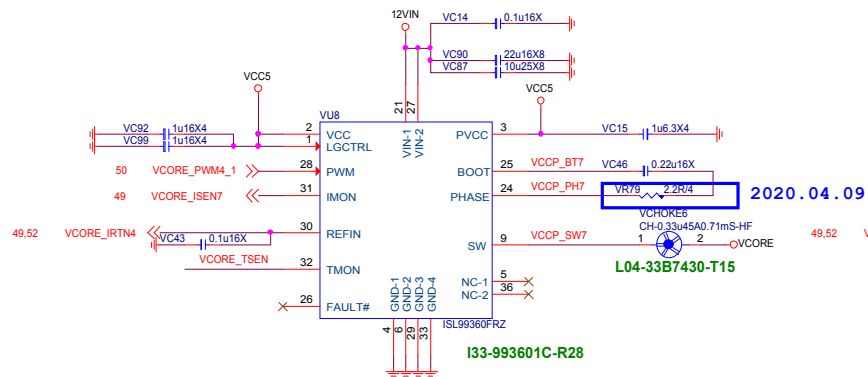 12VIN
VC14 0.1u16X
VC90 22u16X8
VC87 10u25X8
VCC5
VCC5
VU8
21 27
VIN-1 VIN-2
VC92 1u16X4
VC99 1u16X4
2 VCC
1 LGCTRL
PVCC 3
VC15 1u6.3X4
50 VCORE_PWM4_1 28 PWM
BOOT 25 VCCP_BT7 VC46 0.22u16X
49 VCORE_ISEN7 31 IMON
PHASE 24 VCCP_PH7 VR79 2.2R/4 2020.04.09
VCHOKE6
CH-0.33u45A0.71mS-HF
49,52 VCORE_IRTN4 30 REFIN
VC43 0.1u16X
SW 9 VCCP_SW7 1 2 VCORE
49,52 V
L04-33B7430-T15
VCORE_TSEN 32 TMON
NC-1 5
NC-2 36
26 FAULT#
GND-1 GND-2 GND-3 GND-4
4 6 29 33
ISL99360FRZ
I33-993601C-R28